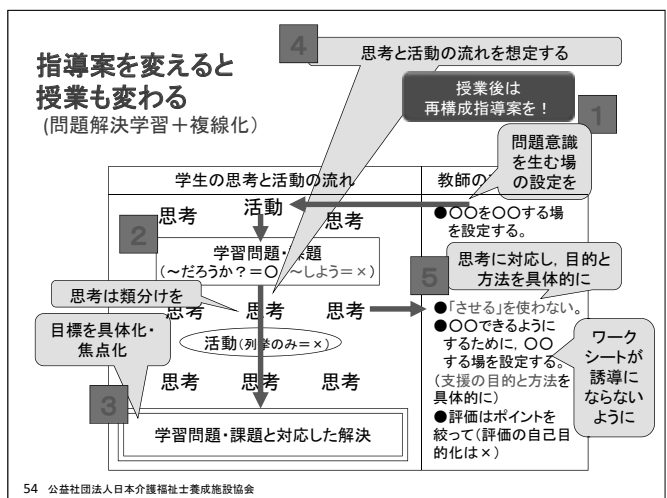 指導案を変えると
授業も変わる
(問題解決学習＋複線化)
4
思考と活動の流れを想定する
授業後は
再構成指導案を！
1
問題意識
を生む場
の設定を
学生の思考と活動の流れ
教師の
思考
活動
思考
●〇〇を〇〇する場
を設定する。
2
学習問題・課題
(～だろうか？＝〇 ～しよう＝×)
5
思考に対応し，目的と
方法を具体的に
思考は類分けを
思考
思考
思考
●「させる」を使わない。
●〇〇できるように
するために，〇〇
する場を設定する。
(支援の目的と方法を
具体的に)
●評価はポイントを
絞って(評価の自己目
的化は×)
ワーク
シートが
誘導に
ならない
ように
目標を具体化・
焦点化
活動(列挙のみ＝×)
思考
思考
思考
3
学習問題・課題と対応した解決
54 公益社団法人日本介護福祉士養成施設協会